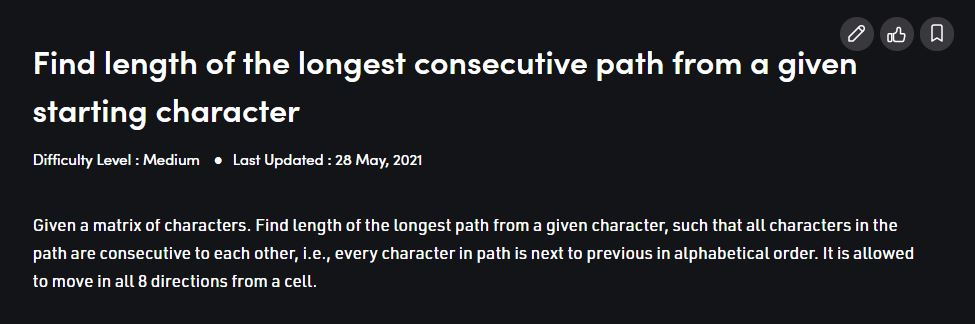 Find length of the longest consecutive path from a given
starting character
Difficulty Level : Medium ● Last Updated : 28 May, 2021
Given a matrix of characters. Find length of the longest path from a given character, such that all characters in the
path are consecutive to each other, i.e., every character in path is next to previous in alphabetical order. It is allowed
to move in all 8 directions from a cell.